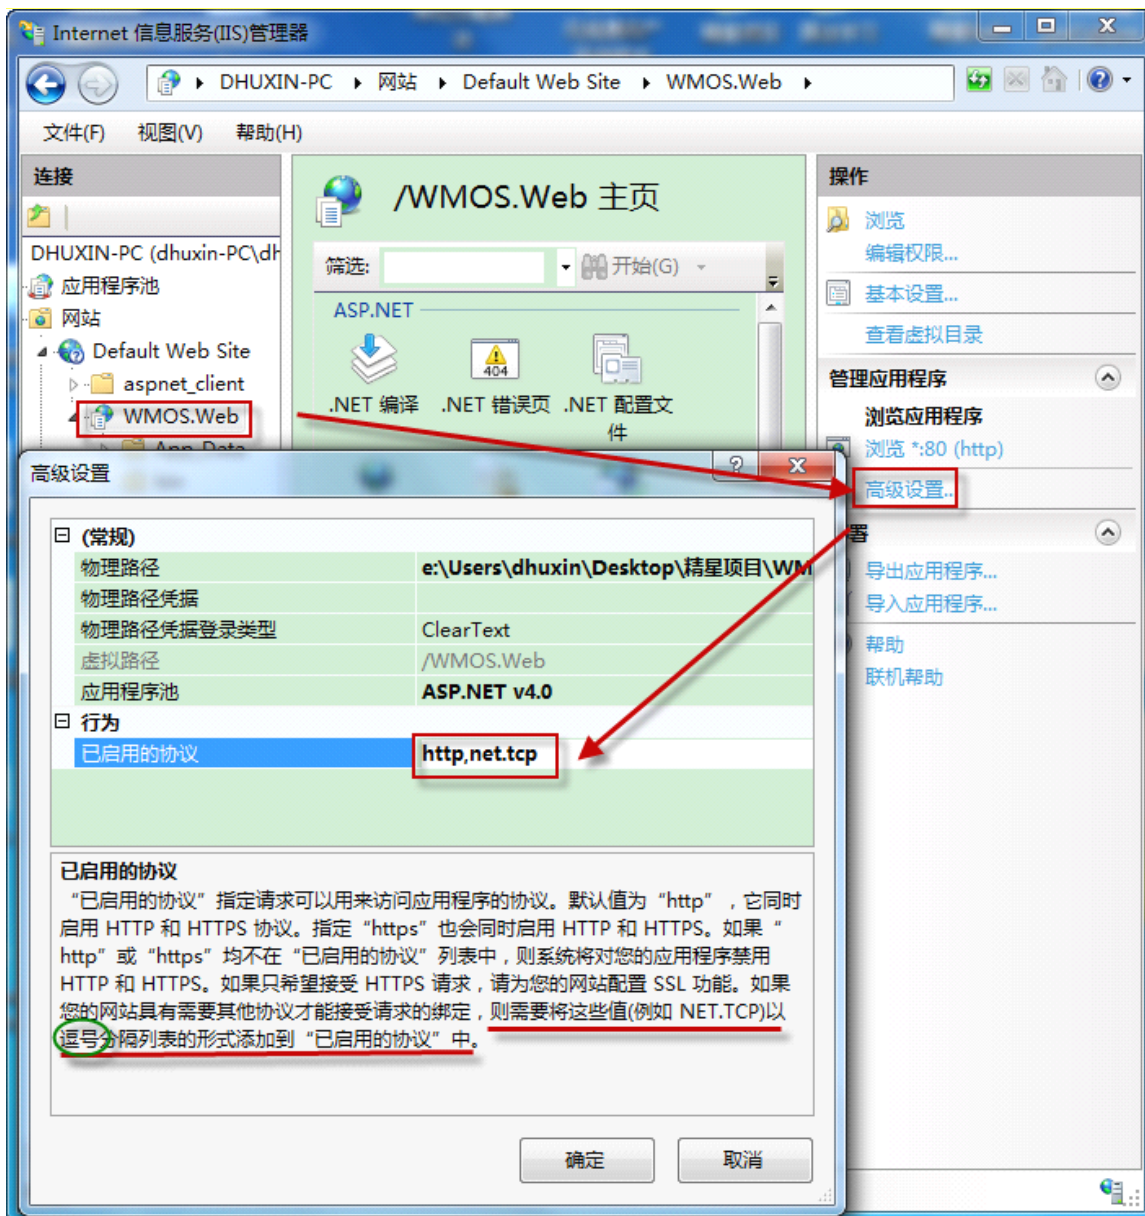 Internet 信息服务(IIS)管理器
DHUXIN-PC
网站
Default Web Site
WMOS.Web
文件(F) 视图(V) 帮助(H)
连接
DHUXIN-PC (dhuxin-PC\dh
应用程序池
网站
Default Web Site
aspnet_client
WMOS.Web
App_Data
/WMOS.Web 主页
筛选:
开始(G)
ASP.NET
404
.NET 编译
.NET 错误页
.NET 配置文
件
操作
浏览
编辑权限...
基本设置...
查看虚拟目录
管理应用程序
浏览应用程序
浏览 *:80 (http)
高级设置...
署
导出应用程序...
导入应用程序...
帮助
联机帮助
高级设置
(常规)
物理路径 e:\Users\dhuxin\Desktop\精星项目\WM
物理路径凭据
物理路径凭据登录类型 ClearText
虚拟路径 /WMOS.Web
应用程序池 ASP.NET v4.0
行为
已启用的协议 http,net.tcp
已启用的协议
“已启用的协议”指定请求可以用来访问应用程序的协议。默认值为“http”，它同时
启用 HTTP 和 HTTPS 协议。指定“https”也会同时启用 HTTP 和 HTTPS。如果“
http”或“https”均不在“已启用的协议”列表中，则系统将对您的应用程序禁用
HTTP 和 HTTPS。如果只希望接受 HTTPS 请求，请为您的网站配置 SSL 功能。如果
您的网站具有需要其他协议才能接受请求的绑定，则需要将这些值(例如 NET.TCP)以
逗号分隔列表的形式添加到“已启用的协议”中。
确定
取消